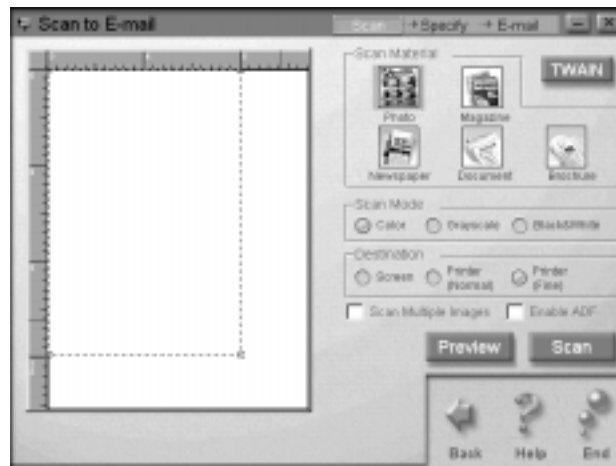 Scan to E-mail
Scan → Specify → E-mail
Scan Material
TWAIN
Photo Magazine
Newspaper Document Brochure
Scan Mode
Color Grayscale Black&White
Destination
Screen Printer (Normal) Printer (Fine)
Scan Multiple Images Enable ADF
Preview Scan
Back Help End